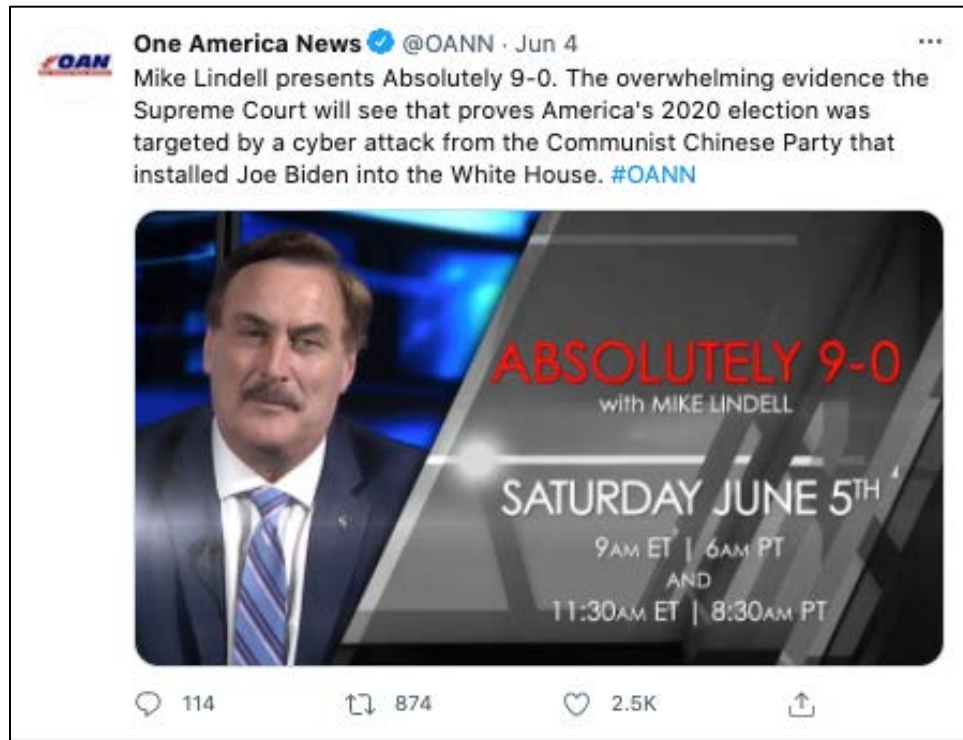 One America News @OANN · Jun 4
OAN
Mike Lindell presents Absolutely 9-0. The overwhelming evidence the
Supreme Court will see that proves America's 2020 election was
targeted by a cyber attack from the Communist Chinese Party that
installed Joe Biden into the White House. #OANN
ABSOLUTELY 9-0
with MIKE LINDELL
SATURDAY JUNE 5TH
9AM ET | 6AM PT
AND
11:30AM ET | 8:30AM PT
114 874 2.5K